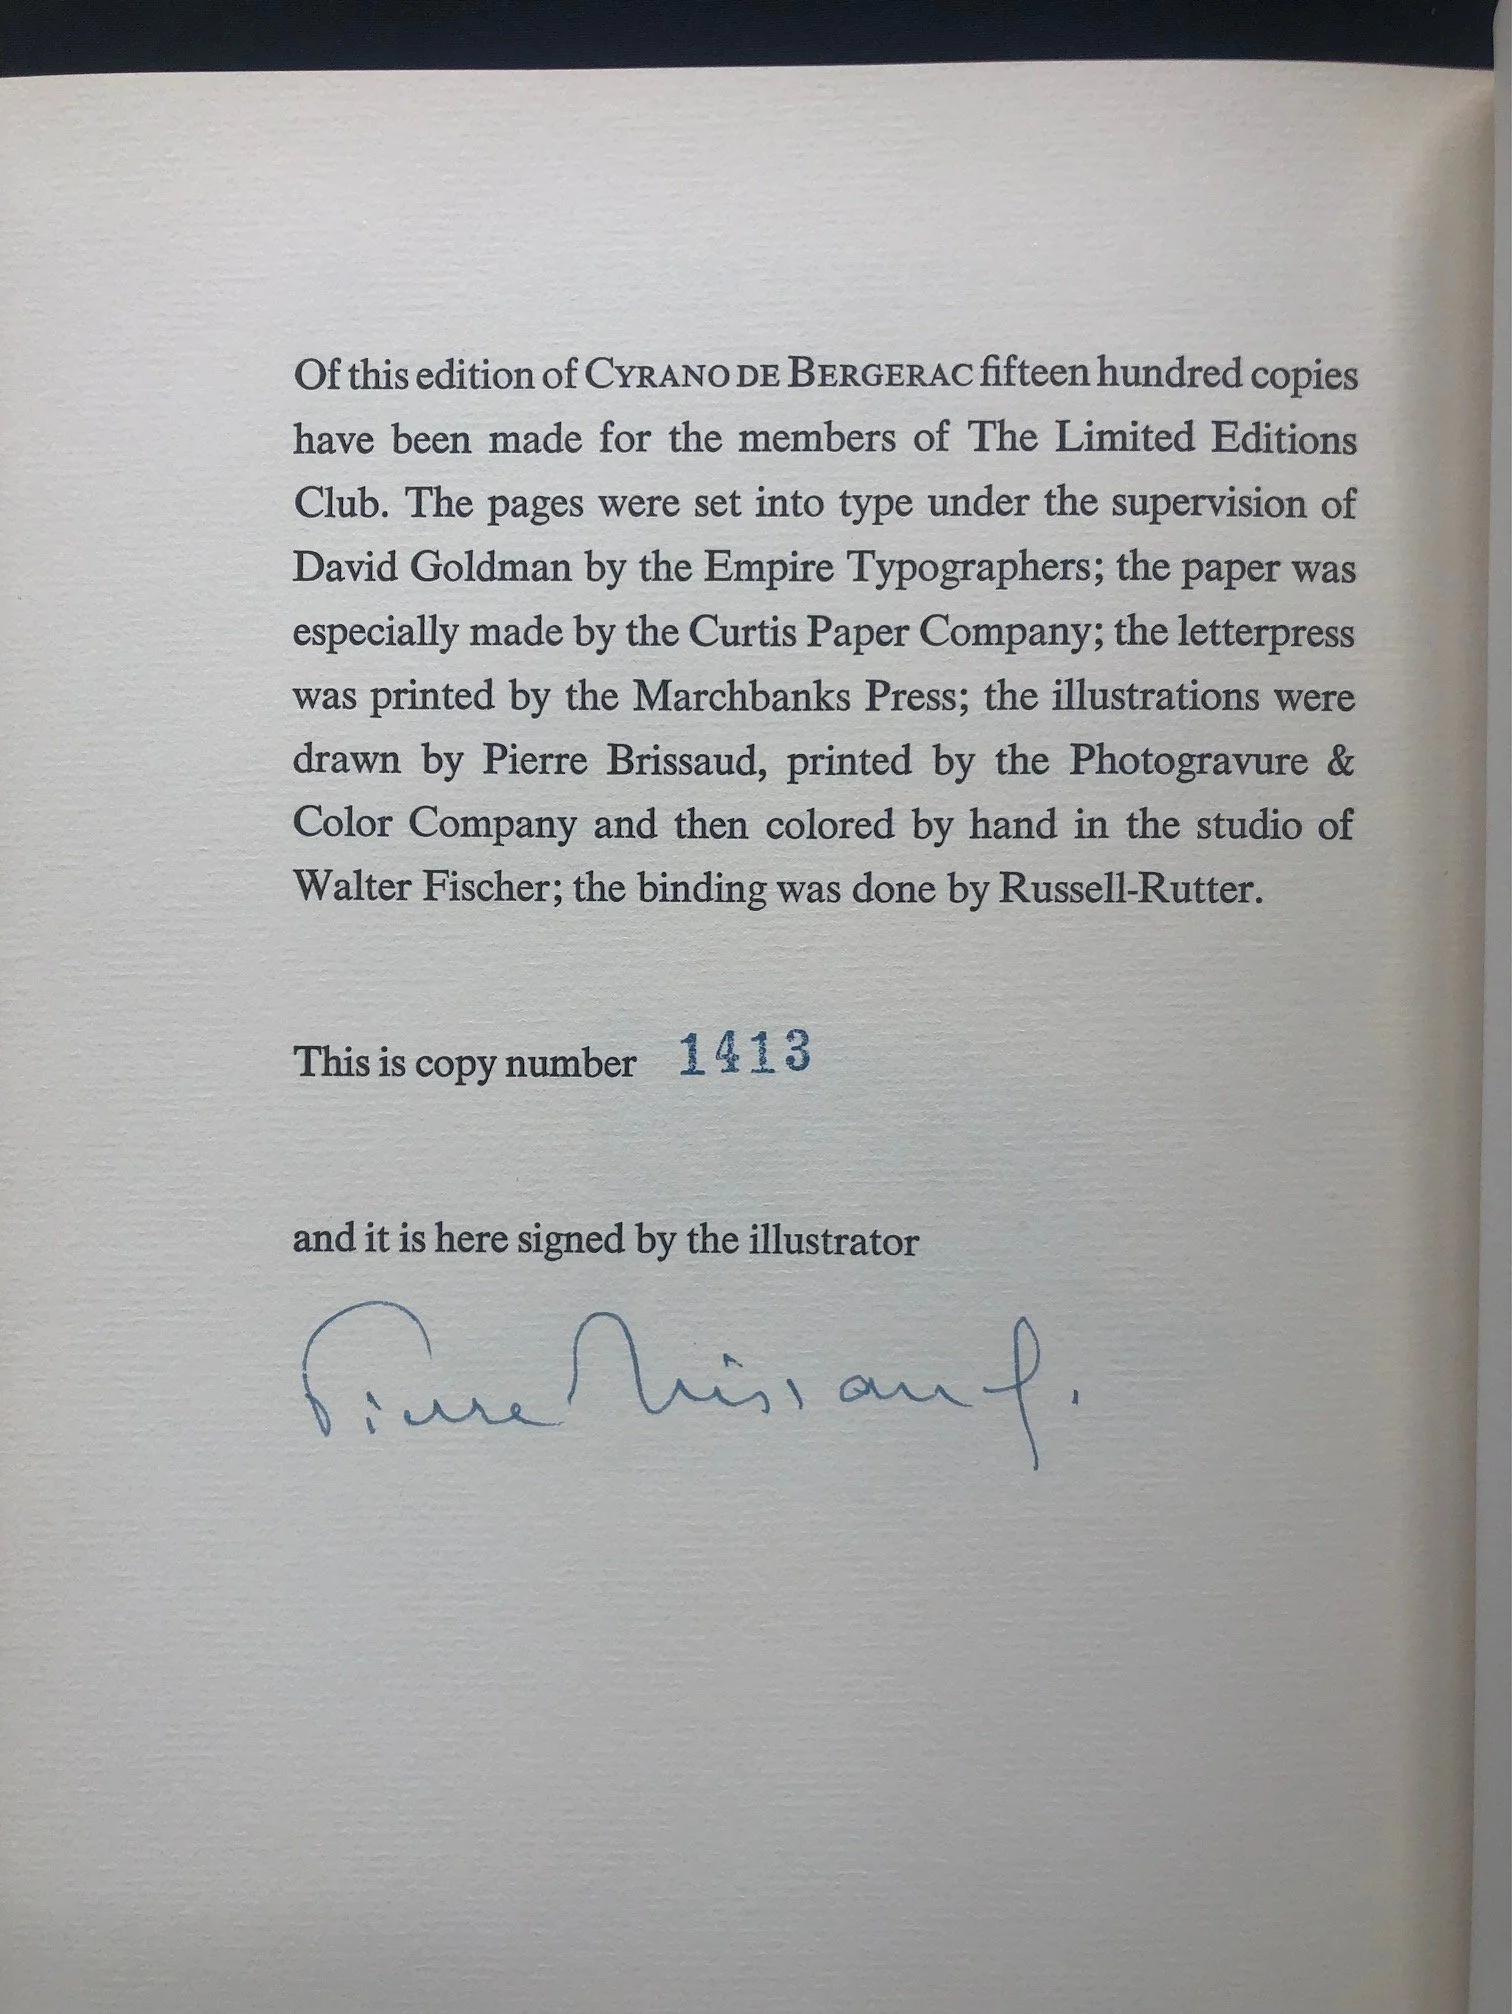 Of this edition of CYRANO DE BERGERAC fifteen hundred copies
have been made for the members of The Limited Editions
Club. The pages were set into type under the supervision of
David Goldman by the Empire Typographers; the paper was
especially made by the Curtis Paper Company; the letterpress
was printed by the Marchbanks Press; the illustrations were
drawn by Pierre Brissaud, printed by the Photogravure &
Color Company and then colored by hand in the studio of
Walter Fischer; the binding was done by Russell-Rutter.
This is copy number 1413
and it is here signed by the illustrator
Pierre Brissaud.